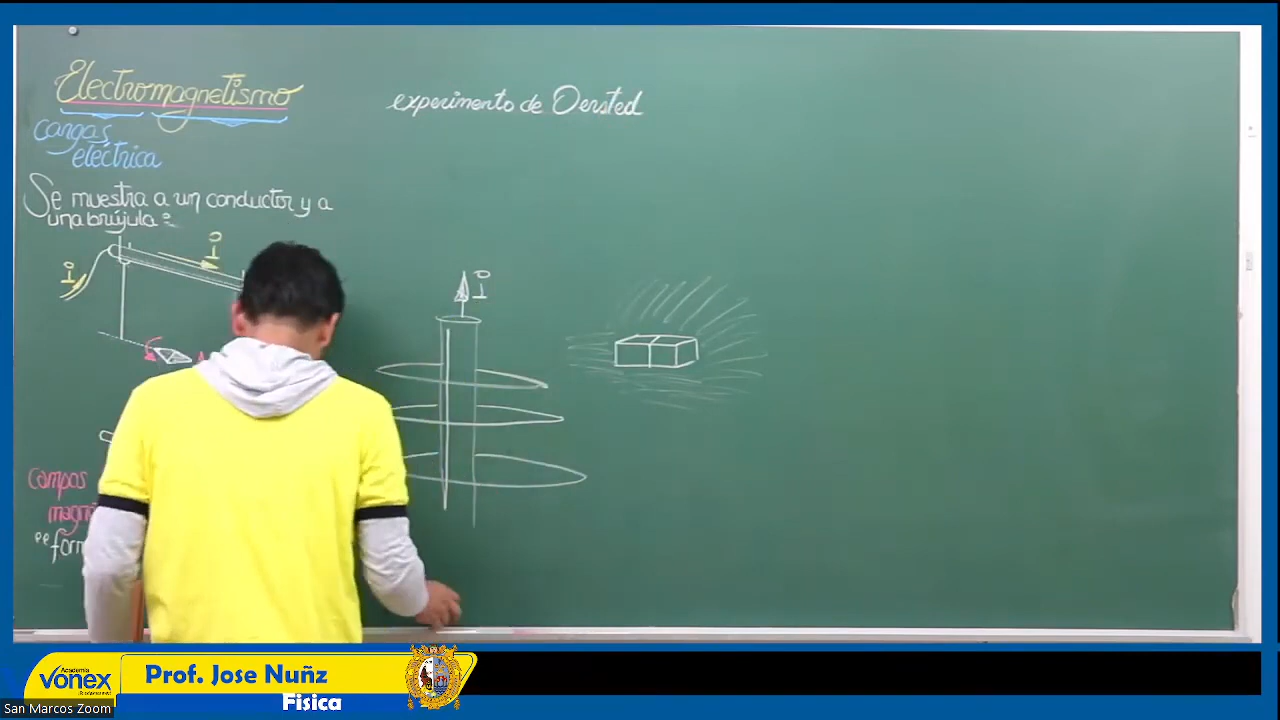 Electromagnetismo
cargas
eléctrica
experimento de Oersted
Se muestra a un conductor y a
una brújula:
i
i
i
campos
Academia
vonex
Prof. Jose Nuñz
Física
San Marcos Zoom